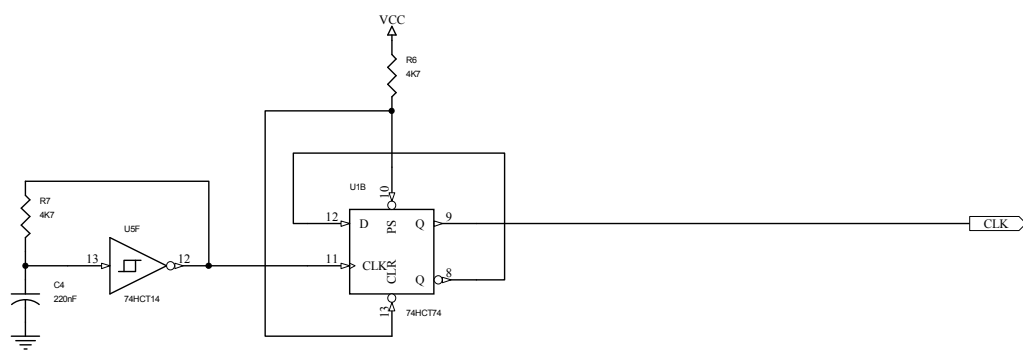 VCC
R6
4K7
U1B
10
R7
4K7
U5F
12
D
PS
Q
9
CLK
13
12
11
CLK
CLR
Q
8
C4
220nF
74HCT14
13
74HCT74